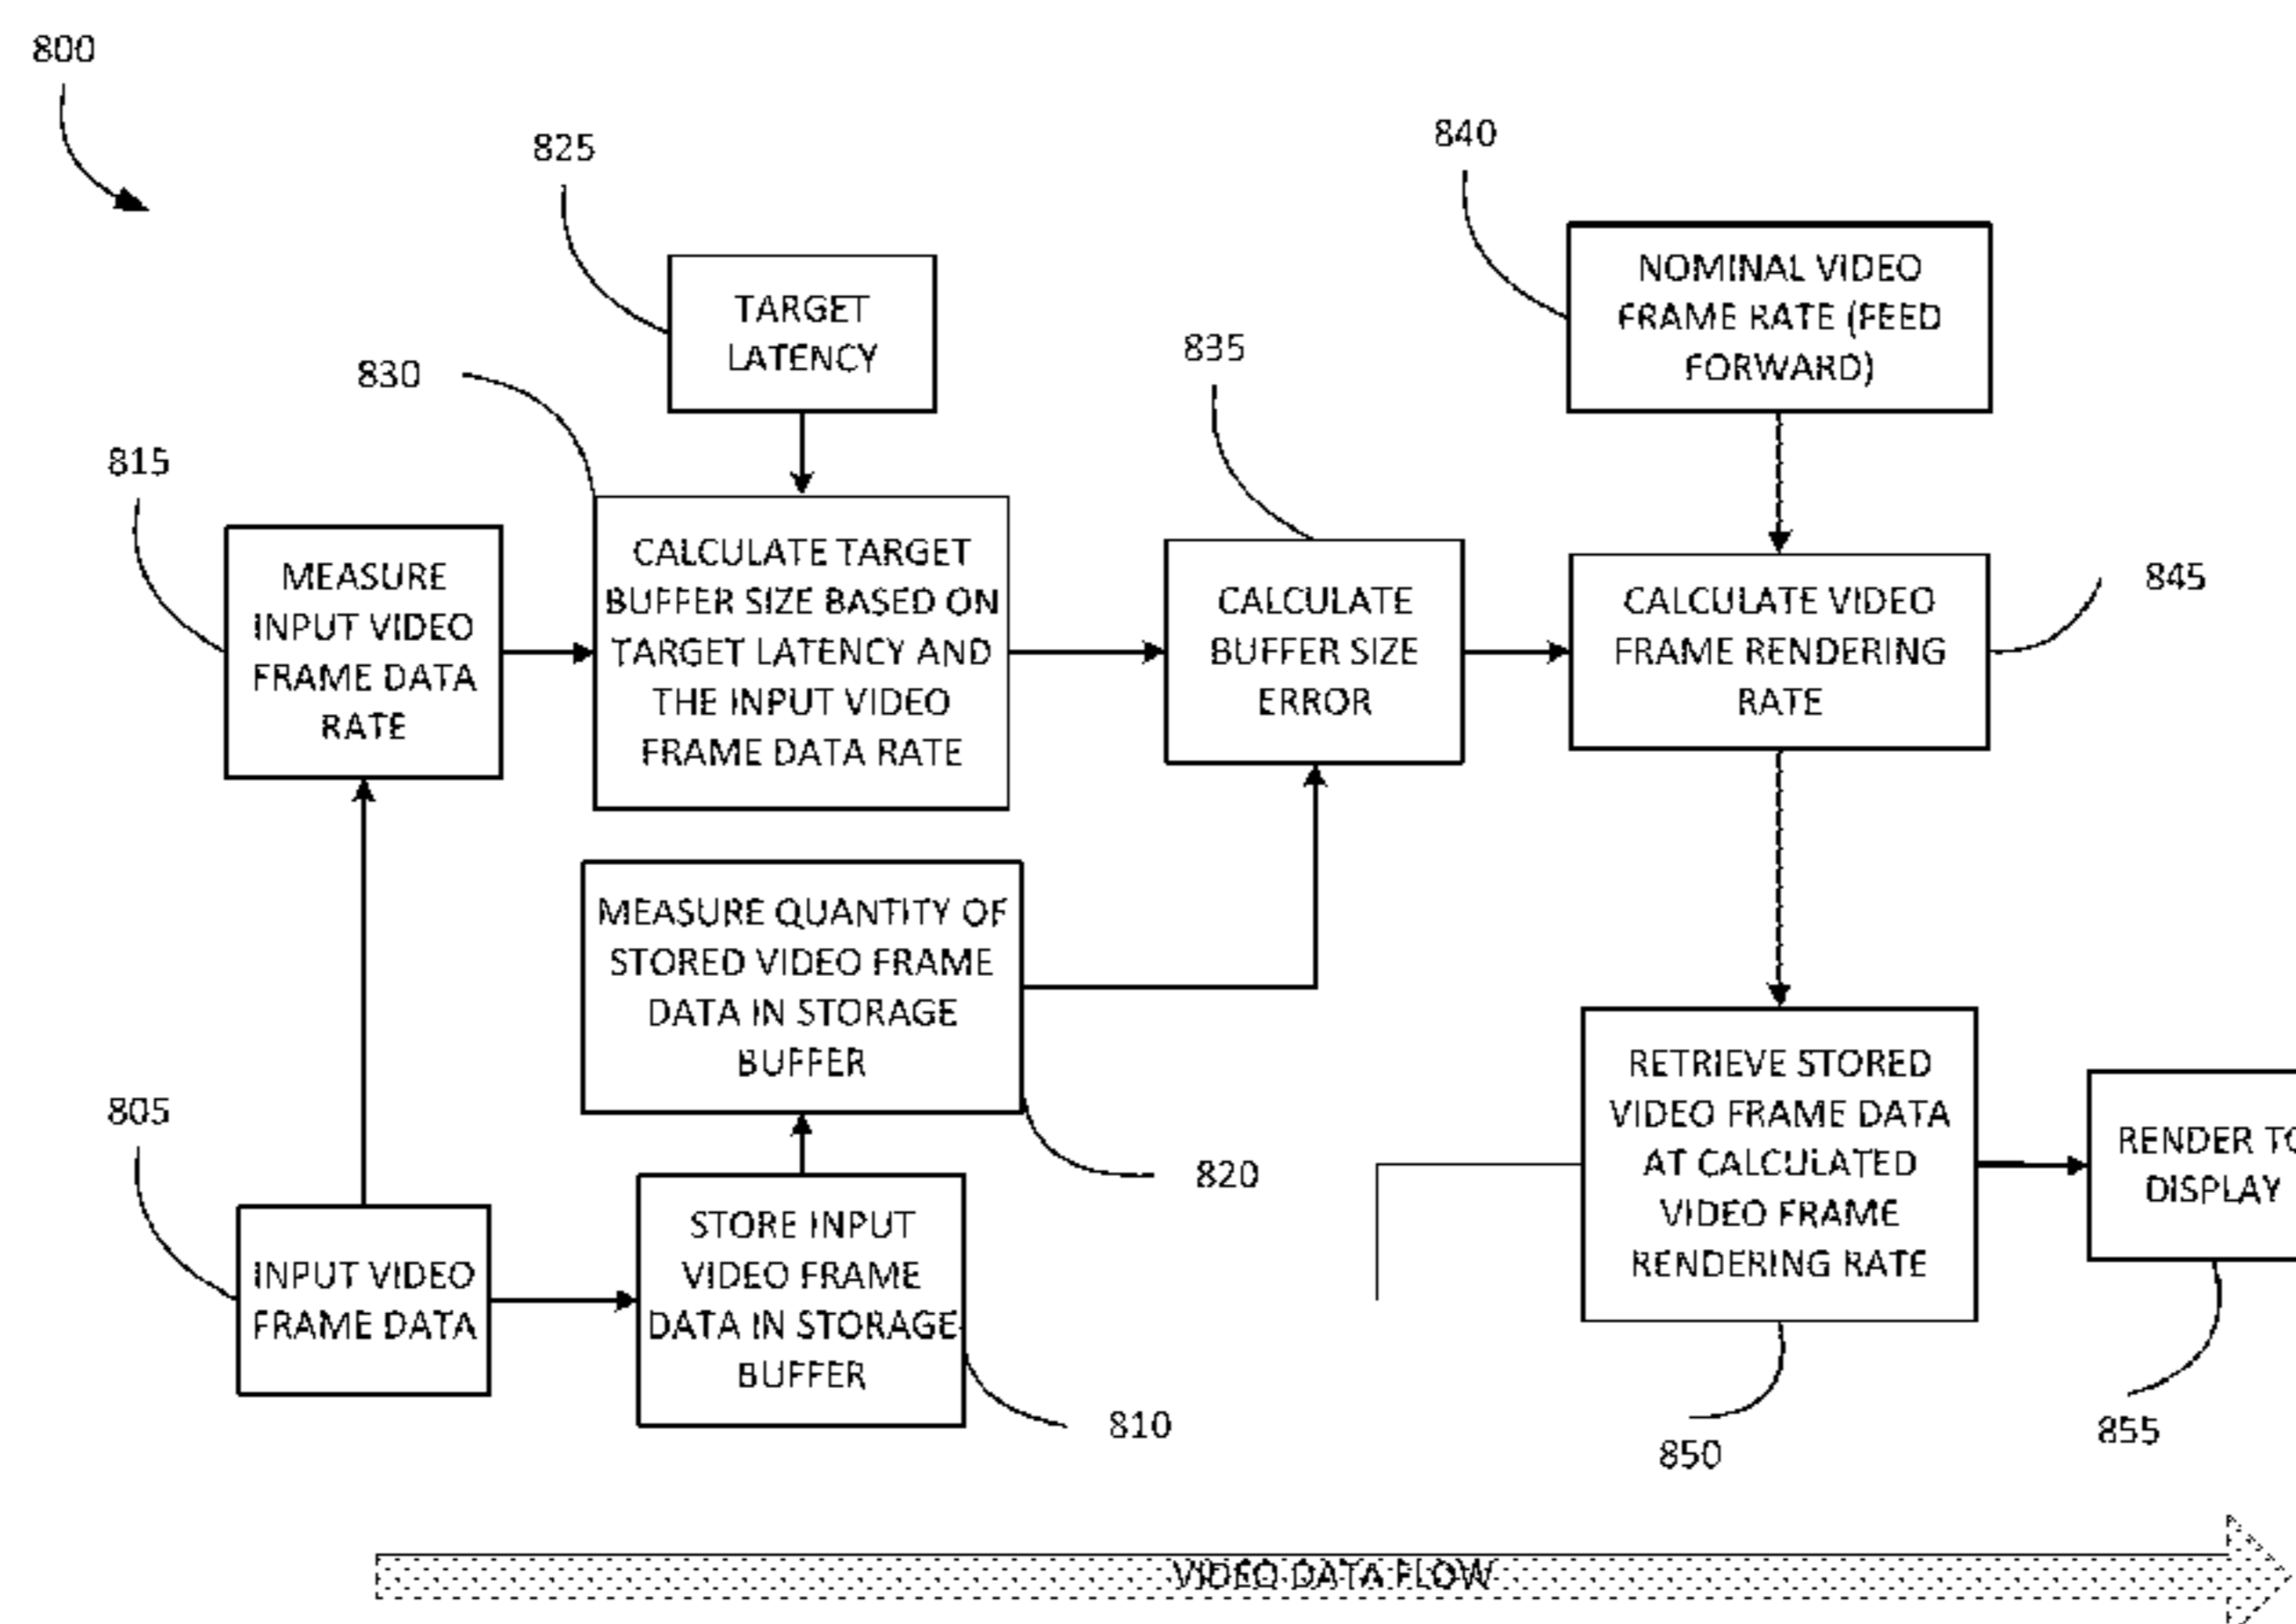 800
825
840
TARGET
LATENCY
NOMINAL VIDEO
FRAME RATE (FEED
FORWARD)
830
835
815
MEASURE
INPUT VIDEO
FRAME DATA
RATE
CALCULATE TARGET
BUFFER SIZE BASED ON
TARGET LATENCY AND
THE INPUT VIDEO
FRAME DATA RATE
CALCULATE
BUFFER SIZE
ERROR
CALCULATE VIDEO
FRAME RENDERING
RATE
845
MEASURE QUANTITY OF
STORED VIDEO FRAME
DATA IN STORAGE
BUFFER
805
820
INPUT VIDEO
FRAME DATA
STORE INPUT
VIDEO FRAME
DATA IN STORAGE
BUFFER
810
RETRIEVE STORED
VIDEO FRAME DATA
AT CALCULATED
VIDEO FRAME
RENDERING RATE
850
RENDER TO
DISPLAY
855
VIDEO DATA FLOW